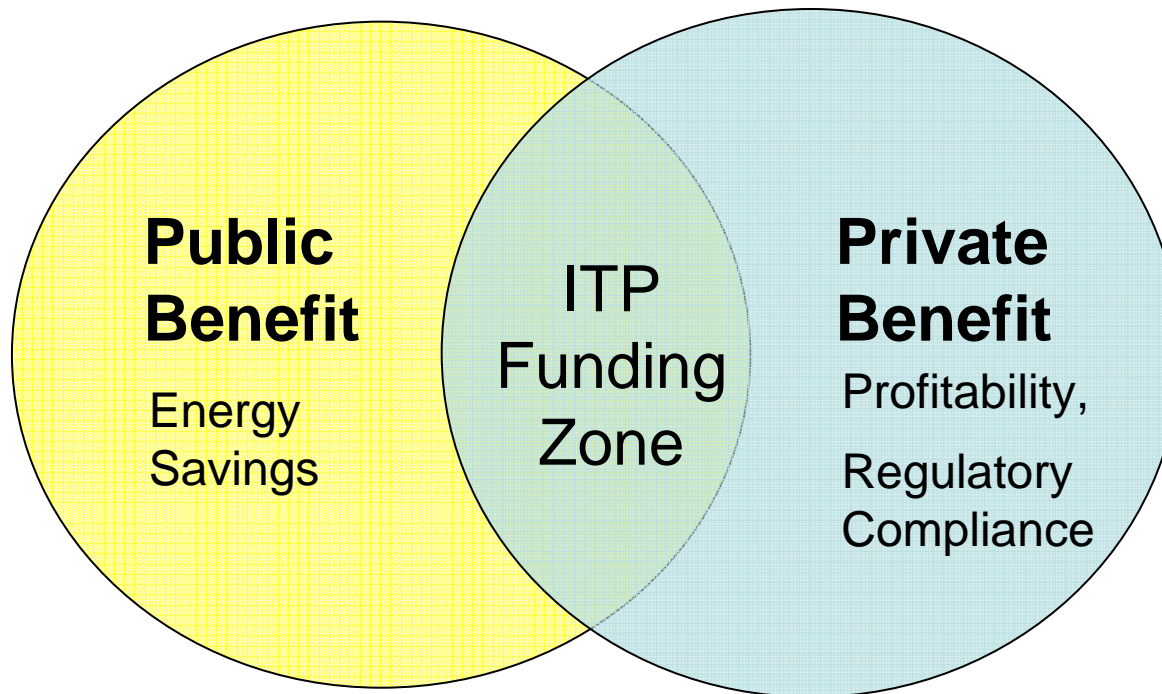 Public
Benefit
Energy
Savings
ITP
Funding
Zone
Private
Benefit
Profitability,
Regulatory
Compliance